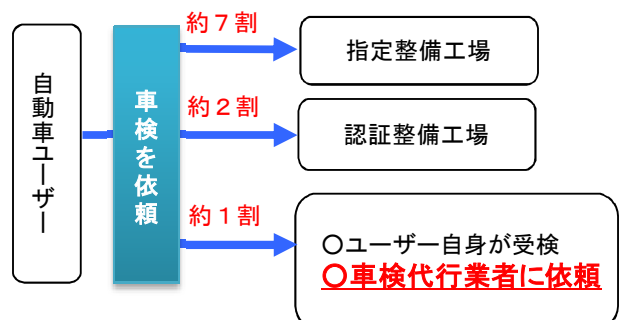 自動車ユーザー
車検を依頼
約７割
指定整備工場
約２割
認証整備工場
約１割
○ユーザー自身が受検
○車検代行業者に依頼